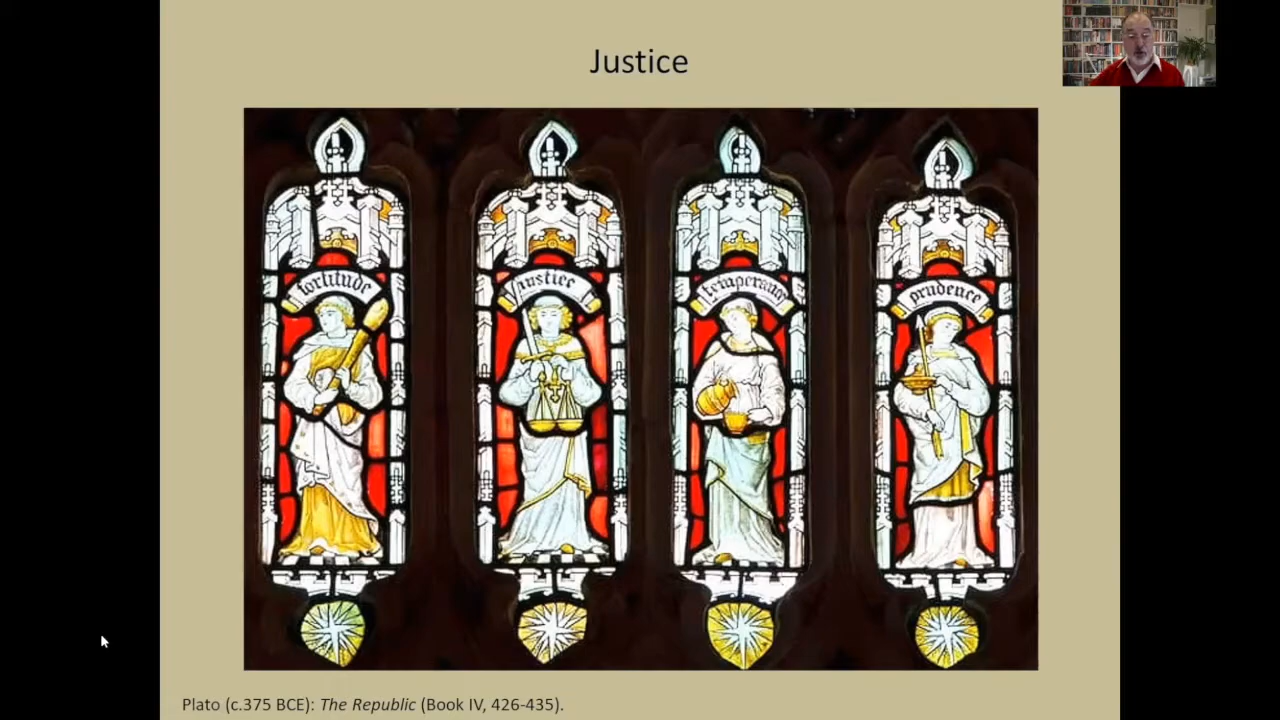 Justice
fortitude
justice
temperance
prudence
Plato (c.375 BCE): The Republic (Book IV, 426-435).